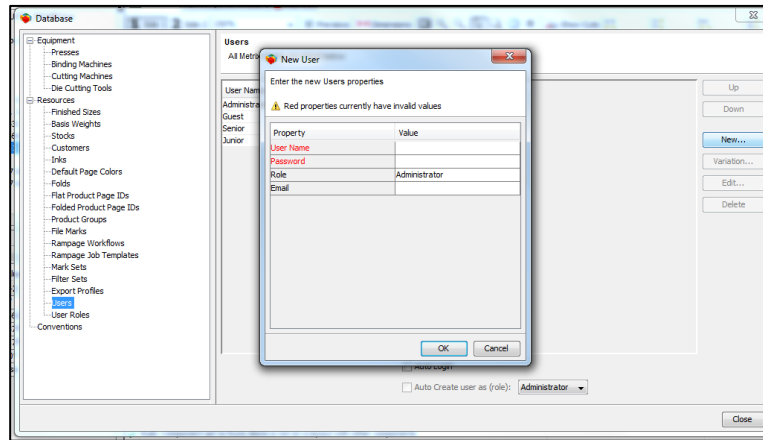 Database
Equipment
Presses
Binding Machines
Cutting Machines
Die Cutting Tools
Resources
Finished Sizes
Basis Weights
Stocks
Customers
Inks
Default Page Colors
Folds
Flat Product Page IDs
Folded Product Page IDs
Product Groups
File Marks
Rampage Workflows
Rampage Job Templates
Mark Sets
Filter Sets
Export Profiles
Users
User Roles
Conventions
Users
All Metri
User Nam
Administra
Guest
Senior
Junior
New User
Enter the new Users properties
Red properties currently have invalid values
Property Value
User Name
Password
Role Administrator
Email
OK Cancel
Up
Down
New...
Variation...
Edit...
Delete
Auto Login
Auto Create user as (role): Administrator
Close